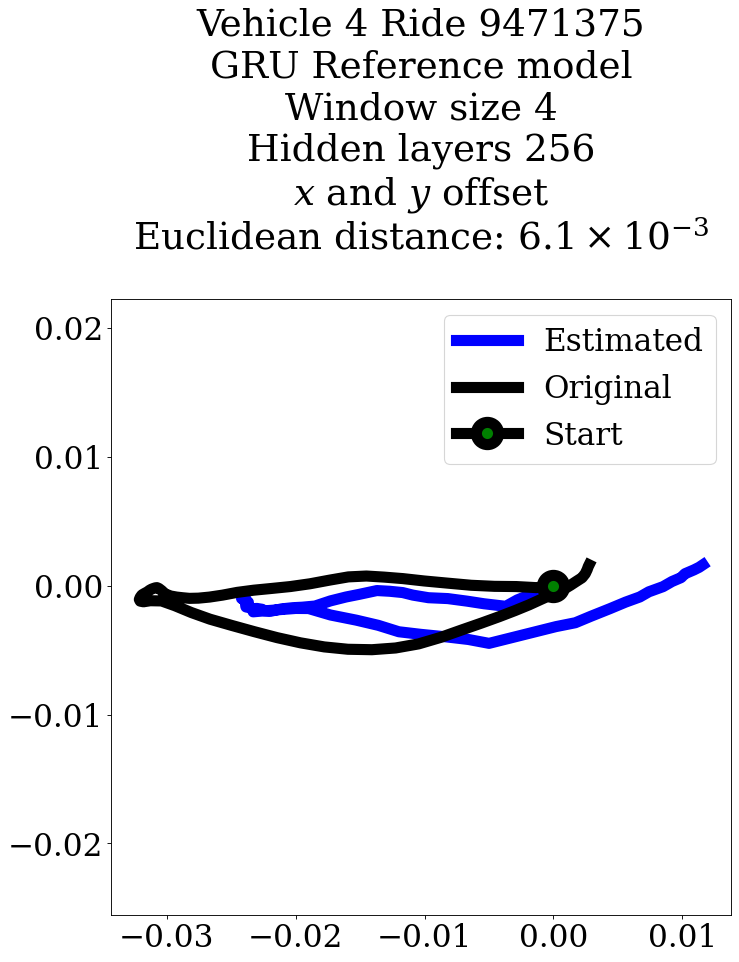 Vehicle 4 Ride 9471375
GRU Reference model
Window size 4
Hidden layers 256
x and y offset
Euclidean distance: 6.1 × 10⁻³
Estimated
Original
Start
0.02
0.01
0.00
−0.01
−0.02
−0.03 −0.02 −0.01 0.00 0.01